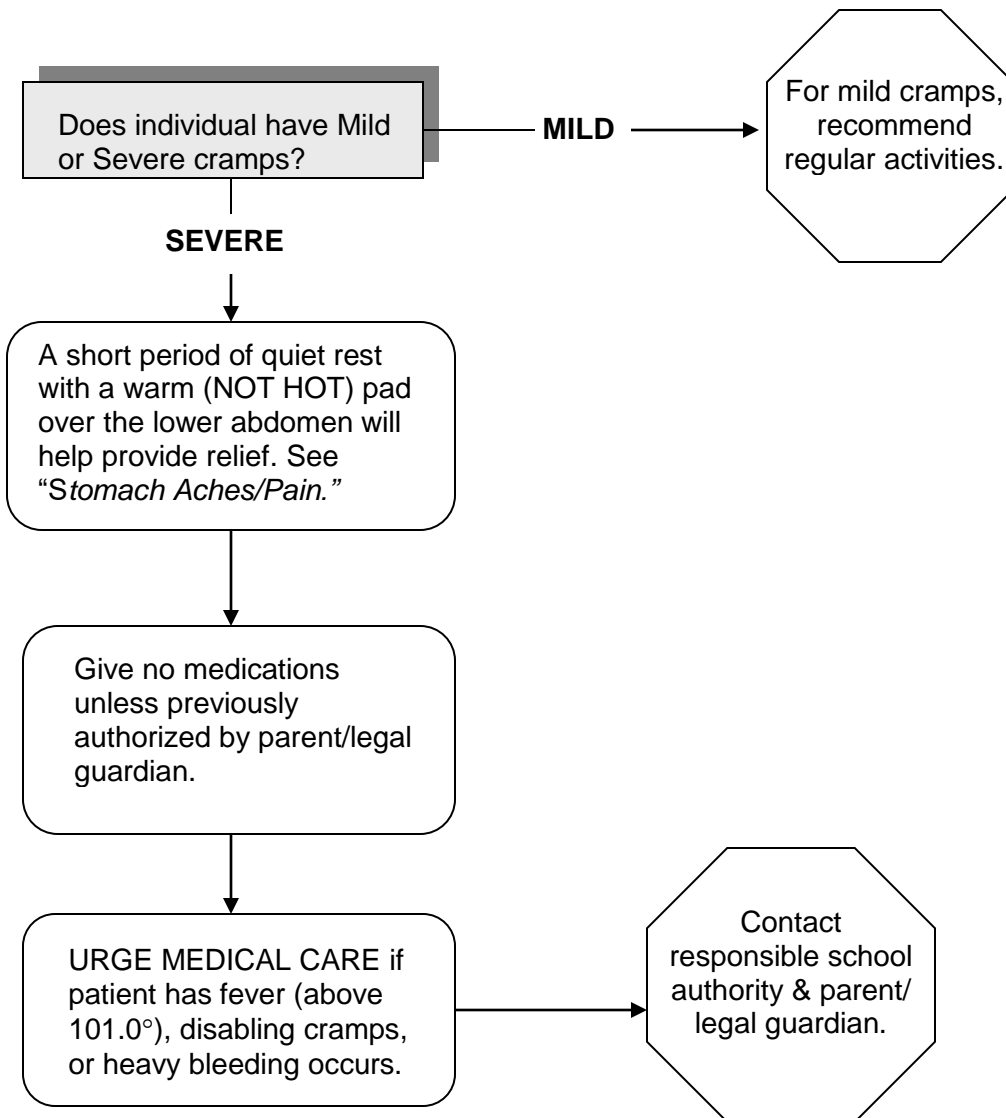 Does individual have Mild
or Severe cramps?
MILD
For mild cramps,
recommend
regular activities.
SEVERE
A short period of quiet rest
with a warm (NOT HOT) pad
over the lower abdomen will
help provide relief. See
“Stomach Aches/Pain.”
Give no medications
unless previously
authorized by parent/legal
guardian.
URGE MEDICAL CARE if
patient has fever (above
101.0°), disabling cramps,
or heavy bleeding occurs.
Contact
responsible school
authority & parent/
legal guardian.